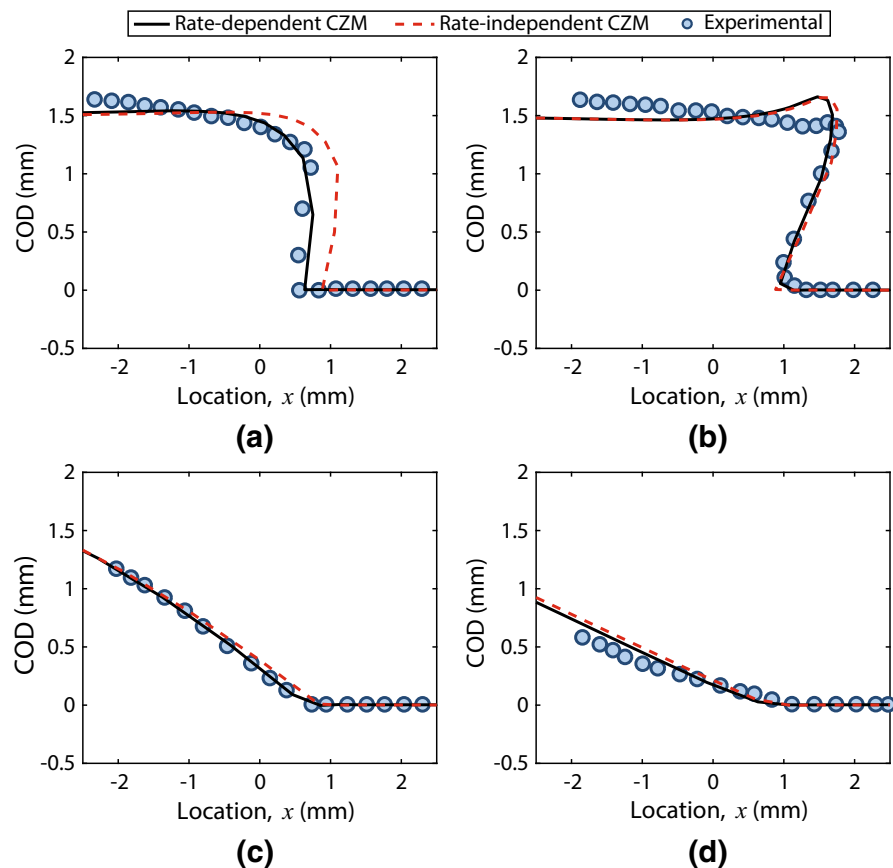 Rate-dependent CZM Rate-independent CZM Experimental
2
1.5
1
0.5
0
-0.5
COD (mm)
-2 -1 0 1 2
Location, x (mm)
(a)
2
1.5
1
0.5
0
-0.5
COD (mm)
-2 -1 0 1 2
Location, x (mm)
(b)
2
1.5
1
0.5
0
0.5
COD (mm)
-2 -1 0 1 2
Location, x (mm)
(c)
2
1.5
1
0.5
0
0.5
COD (mm)
-2 -1 0 1 2
Location, x (mm)
(d)